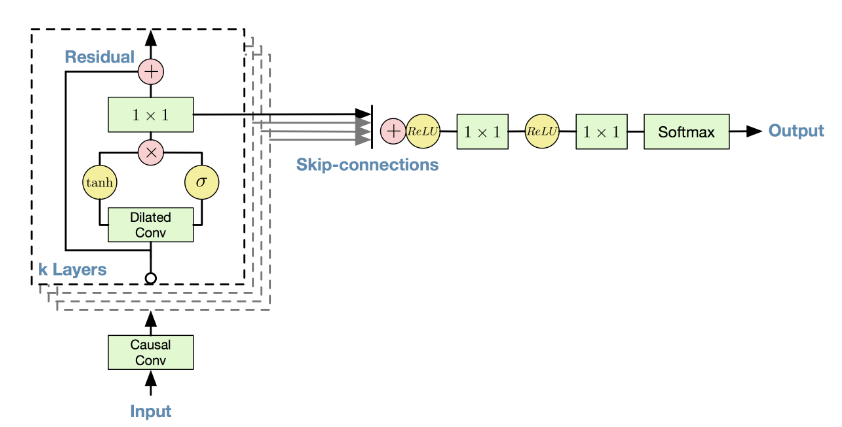 Residual
+
1 × 1
×
tanh
σ
Dilated
Conv
k Layers
Causal
Conv
Input
Skip-connections
+
ReLU
1 × 1
ReLU
1 × 1
Softmax
Output